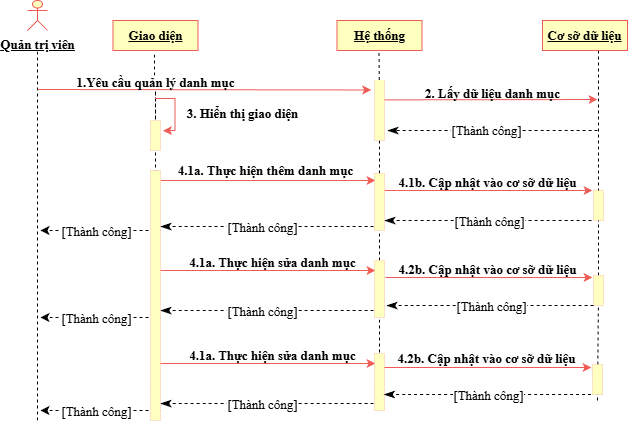 Quản trị viên
Giao diện
Hệ thống
Cơ sỡ dữ liệu
1.Yêu cầu quản lý danh mục
2. Lấy dữ liệu danh mục
3. Hiển thị giao diện
[Thành công]
4.1a. Thực hiện thêm danh mục
4.1b. Cập nhật vào cơ sỡ dữ liệu
[Thành công]
[Thành công]
[Thành công]
4.1a. Thực hiện sửa danh mục
4.2b. Cập nhật vào cơ sỡ dữ liệu
[Thành công]
[Thành công]
[Thành công]
4.1a. Thực hiện sửa danh mục
4.2b. Cập nhật vào cơ sỡ dữ liệu
[Thành công]
[Thành công]
[Thành công]